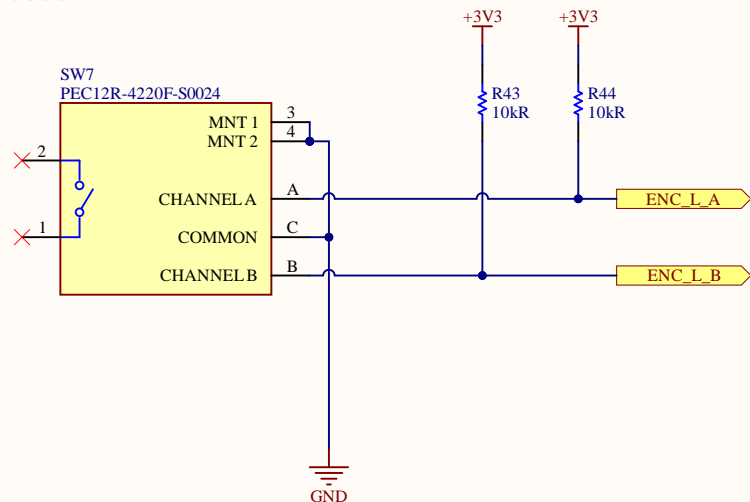 +3V3
+3V3
SW7
PEC12R-4220F-S0024
R43
10kR
R44
10kR
MNT 1
3
MNT 2
4
2
CHANNEL A
A
ENC_L_A
1
COMMON
C
CHANNEL B
B
ENC_L_B
GND